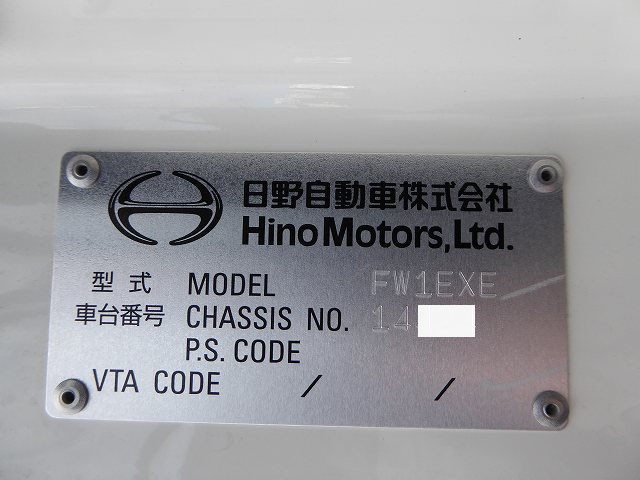 日野自動車株式会社
Hino Motors, Ltd.
型式 MODEL FW1EXE
車台番号 CHASSIS NO. 14
P.S. CODE
VTA CODE / /